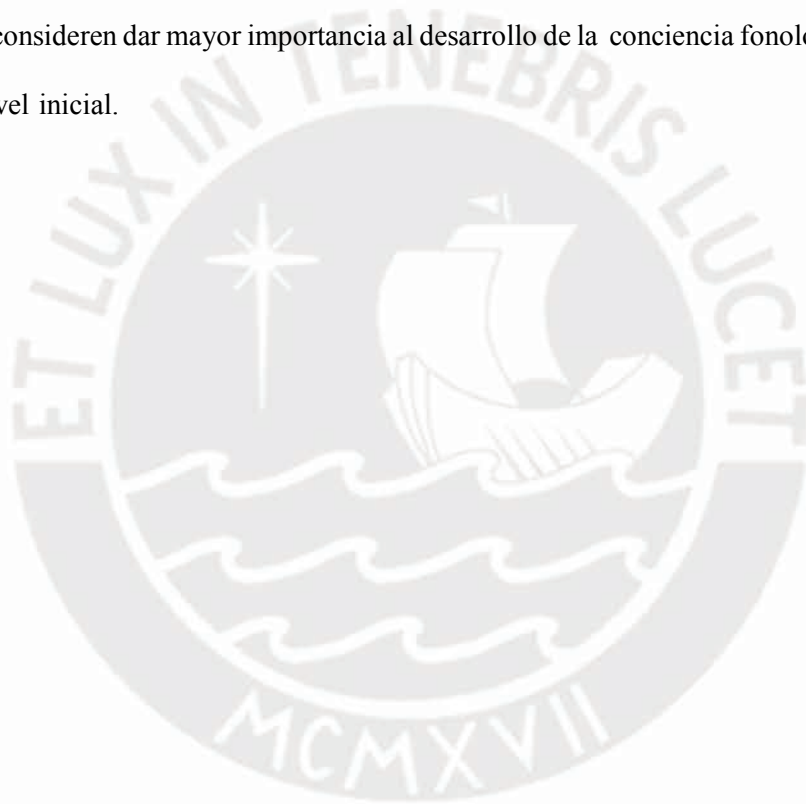 consideren dar mayor importancia al desarrollo de la conciencia fonol
vel inicial.
ET LUX IN TENEBRIS LUCET
MCMXVII